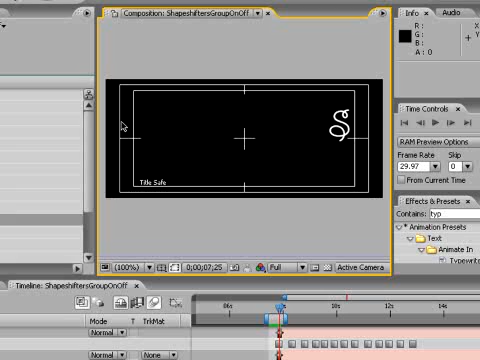 Composition: ShapeshiftersGroupOnOff
Info
Audio
R :
G :
B :
A : 0
Title Safe
Time Controls
RAM Preview Options
Frame Rate
Skip
29.97
0
From Current Time
Effects & Presets
Contains: typ
* Animation Presets
Text
Animate In
(100%)
0;00;07;25
Full
Active Camera
Timeline: ShapeshiftersGroupOnOff
06s
10s
12s
14s
Mode
T
TrkMat
Normal
Normal
None